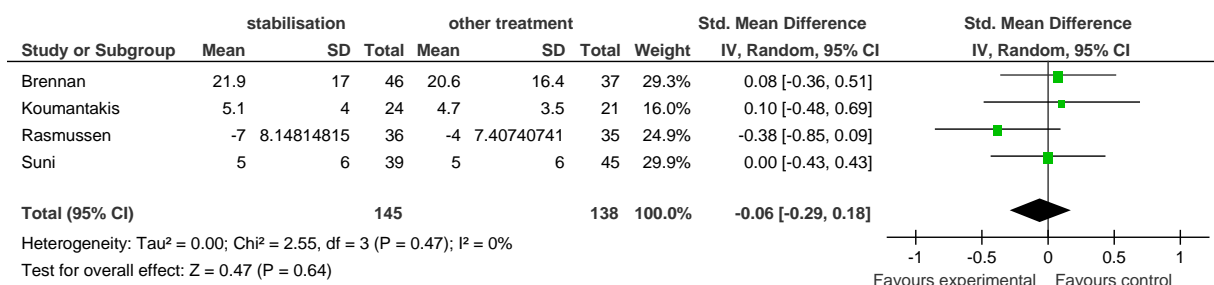 stabilisation other treatment Std. Mean Difference Std. Mean Difference
Study or Subgroup Mean SD Total Mean SD Total Weight IV, Random, 95% CI IV, Random, 95% CI
Brennan 21.9 17 46 20.6 16.4 37 29.3% 0.08 [-0.36, 0.51]
Koumantakis 5.1 4 24 4.7 3.5 21 16.0% 0.10 [-0.48, 0.69]
Rasmussen -7 8.14814815 36 -4 7.40740741 35 24.9% -0.38 [-0.85, 0.09]
Suni 5 6 39 5 6 45 29.9% 0.00 [-0.43, 0.43]
Total (95% CI) 145 138 100.0% -0.06 [-0.29, 0.18]
Heterogeneity: Tau² = 0.00; Chi² = 2.55, df = 3 (P = 0.47); I² = 0%
Test for overall effect: Z = 0.47 (P = 0.64)
-1 -0.5 0 0.5 1
Favours experimental Favours control